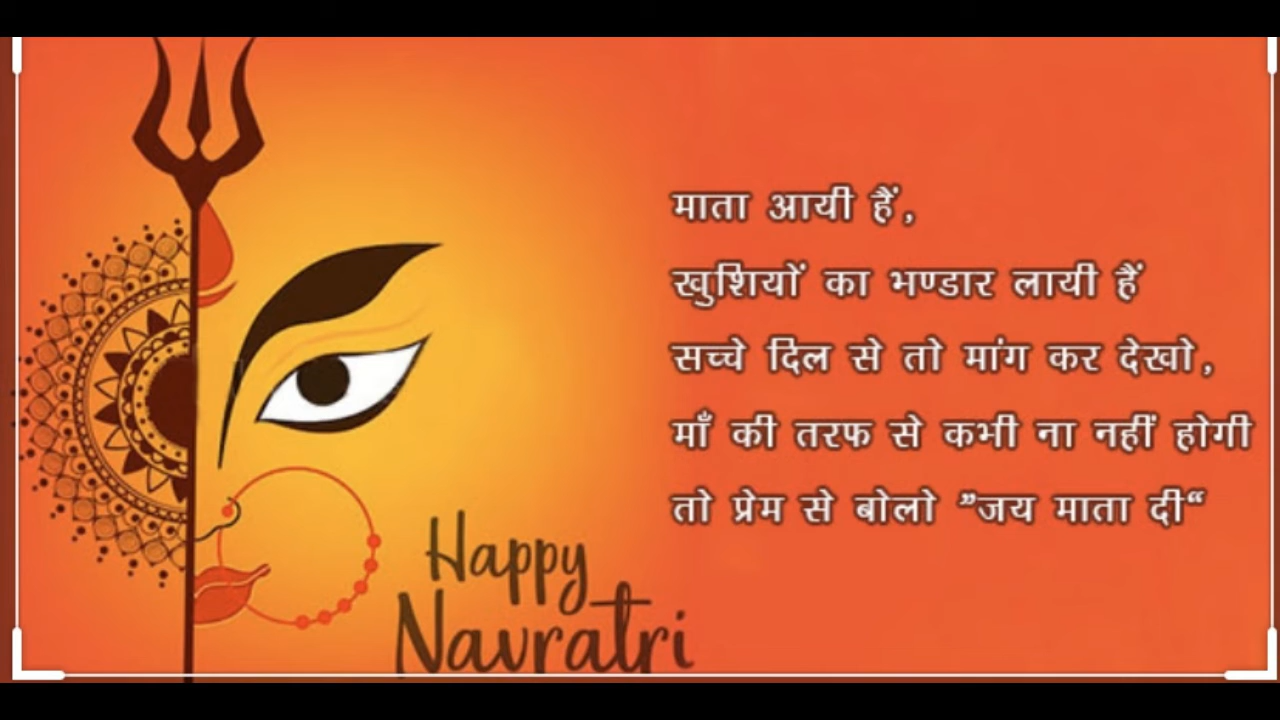 माता आयी हैं,
खुशियों का भण्डार लायी हैं
सच्चे दिल से तो मांग कर देखो,
माँ की तरफ से कभी ना नहीं होगी
तो प्रेम से बोलो ”जय माता दी“
Happy
Navratri